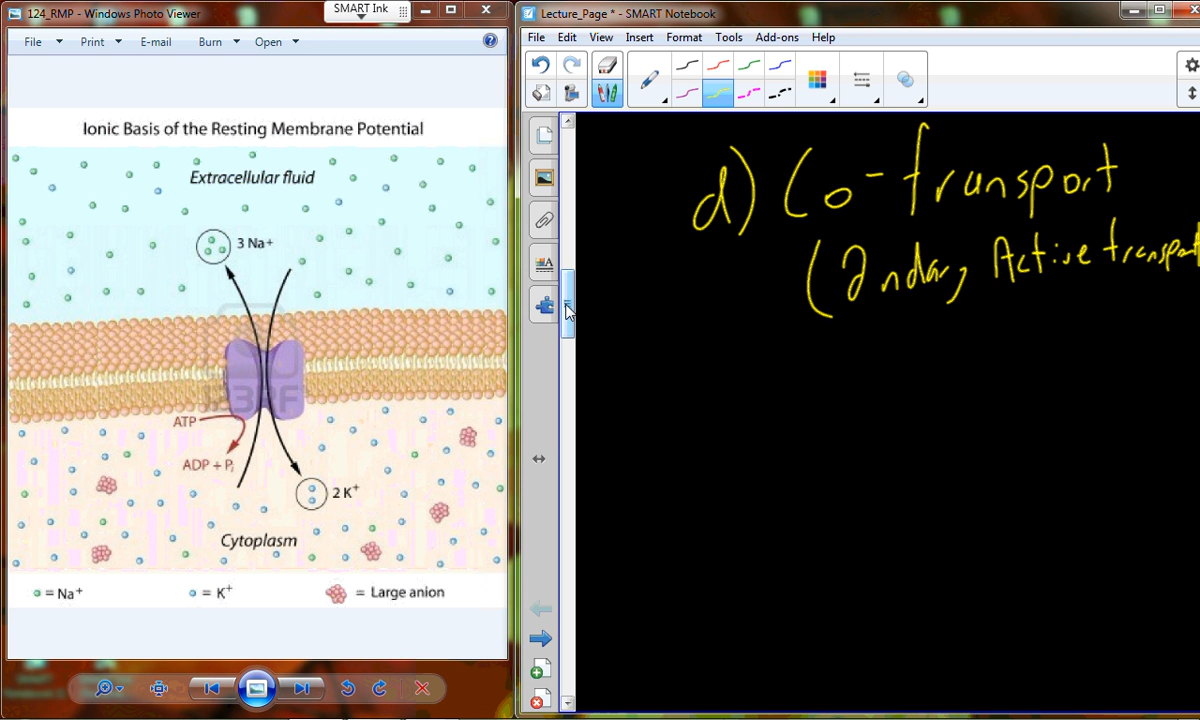 124_RMP - Windows Photo Viewer
SMART Ink
File Print E-mail Burn Open
Ionic Basis of the Resting Membrane Potential
Extracellular fluid
3 Na+
ATP
ADP + Pi
2 K+
Cytoplasm
= Na+
= K+
= Large anion
Lecture_Page * - SMART Notebook
File Edit View Insert Format Tools Add-ons Help
d) Co-transport
(2ndary Active transport